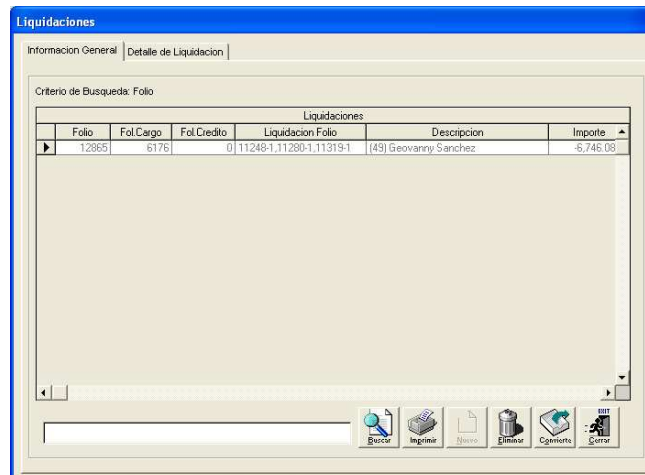 Liquidaciones
Informacion General Detalle de Liquidacion
Criterio de Busqueda: Folio
Liquidaciones
Folio Fol.Cargo Fol.Credito Liquidacion Folio Descripcion Importe
12865 6176 0 11248-1,11280-1,11319-1 (49) Geovanny Sanchez -6,746.08
EXIT
Buscar Imprimir Nuevo Eliminar Convierte Cerrar